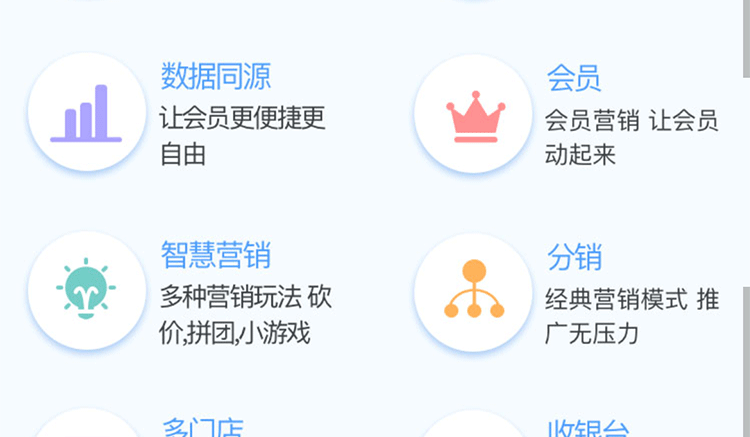 数据同源
让会员更便捷更
自由
会员
会员营销 让会员
动起来
智慧营销
多种营销玩法 砍
价,拼团,小游戏
分销
经典营销模式 推
广无压力
多门店
收银台